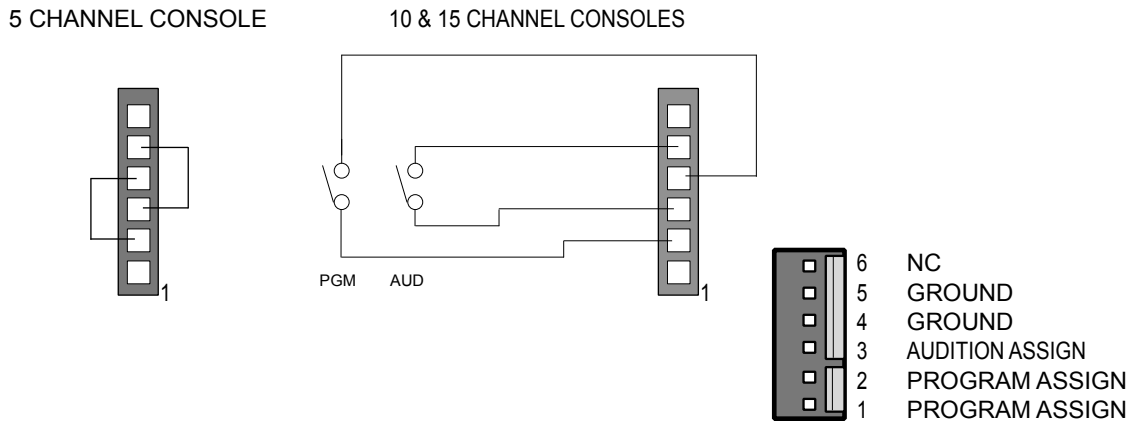 5 CHANNEL CONSOLE
10 & 15 CHANNEL CONSOLES
1
PGM
AUD
1
6 NC
5 GROUND
4 GROUND
3 AUDITION ASSIGN
2 PROGRAM ASSIGN
1 PROGRAM ASSIGN